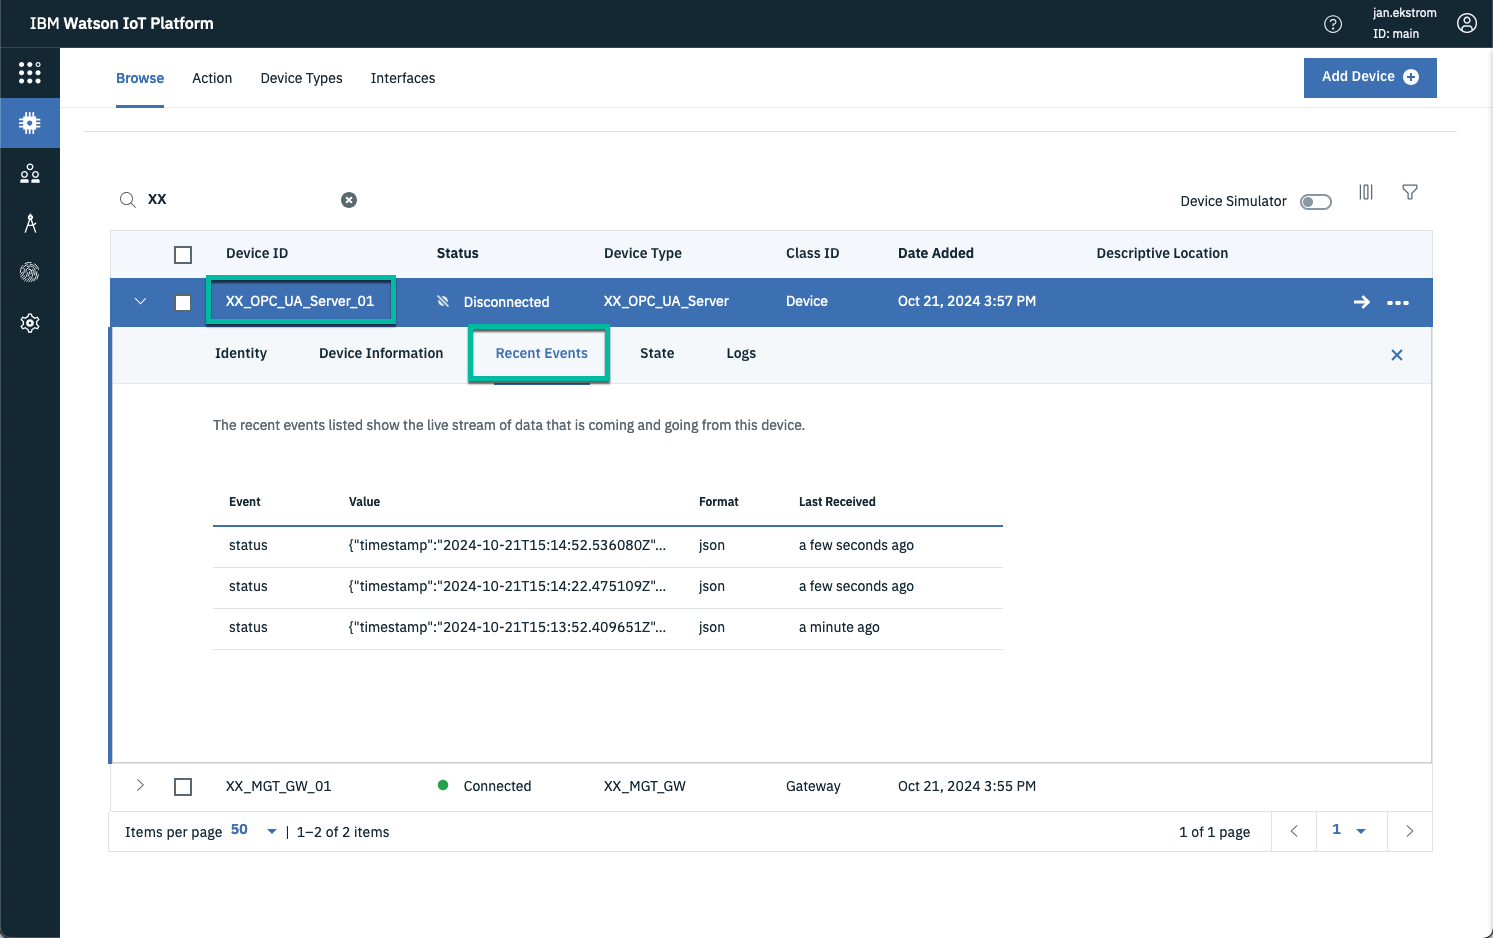 IBM Watson IoT Platform
jan.ekstrom
ID: main
Browse Action Device Types Interfaces
Add Device
XX
Device Simulator
Device ID Status Device Type Class ID Date Added Descriptive Location
XX_OPC_UA_Server_01 Disconnected XX_OPC_UA_Server Device Oct 21, 2024 3:57 PM
Identity Device Information Recent Events State Logs
The recent events listed show the live stream of data that is coming and going from this device.
Event Value Format Last Received
status {"timestamp":"2024-10-21T15:14:52.536080Z"... json a few seconds ago
status {"timestamp":"2024-10-21T15:14:22.475109Z"... json a few seconds ago
status {"timestamp":"2024-10-21T15:13:52.409651Z"... json a minute ago
XX_MGT_GW_01 Connected XX_MGT_GW Gateway Oct 21, 2024 3:55 PM
Items per page 50 | 1–2 of 2 items 1 of 1 page 1